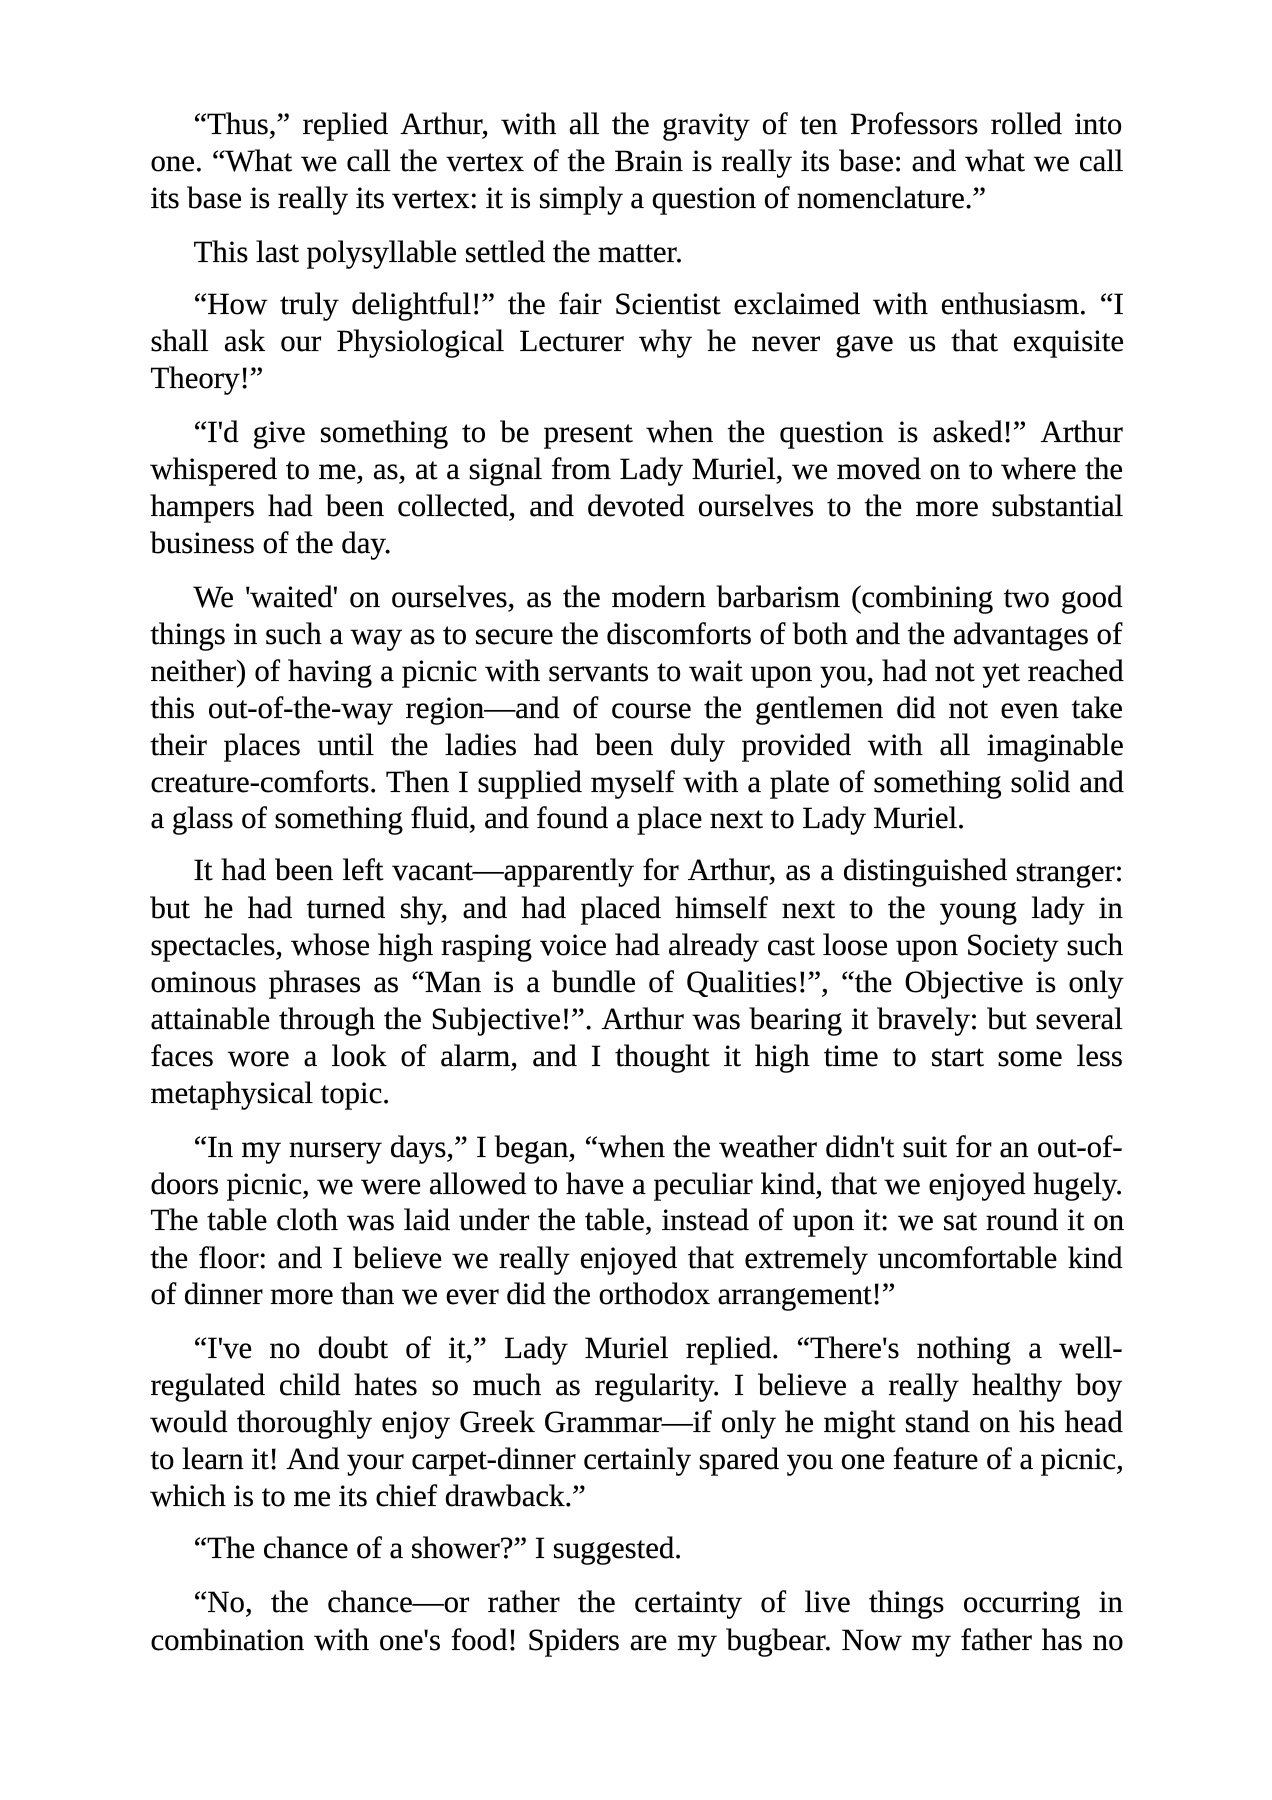 “Thus,” replied Arthur, with all the gravity of ten Professors rolled into
one. “What we call the vertex of the Brain is really its base: and what we call
its base is really its vertex: it is simply a question of nomenclature.”
This last polysyllable settled the matter.
“How truly delightful!” the fair Scientist exclaimed with enthusiasm. “I
shall ask our Physiological Lecturer why he never gave us that exquisite
Theory!”
“I'd give something to be present when the question is asked!” Arthur
whispered to me, as, at a signal from Lady Muriel, we moved on to where the
hampers had been collected, and devoted ourselves to the more substantial
business of the day.
We 'waited' on ourselves, as the modern barbarism (combining two good
things in such a way as to secure the discomforts of both and the advantages of
neither) of having a picnic with servants to wait upon you, had not yet reached
this out-of-the-way region—and of course the gentlemen did not even take
their places until the ladies had been duly provided with all imaginable
creature-comforts. Then I supplied myself with a plate of something solid and
a glass of something fluid, and found a place next to Lady Muriel.
It had been left vacant—apparently for Arthur, as a distinguished stranger:
but he had turned shy, and had placed himself next to the young lady in
spectacles, whose high rasping voice had already cast loose upon Society such
ominous phrases as “Man is a bundle of Qualities!”, “the Objective is only
attainable through the Subjective!”. Arthur was bearing it bravely: but several
faces wore a look of alarm, and I thought it high time to start some less
metaphysical topic.
“In my nursery days,” I began, “when the weather didn't suit for an out-of-
doors picnic, we were allowed to have a peculiar kind, that we enjoyed hugely.
The table cloth was laid under the table, instead of upon it: we sat round it on
the floor: and I believe we really enjoyed that extremely uncomfortable kind
of dinner more than we ever did the orthodox arrangement!”
“I've no doubt of it,” Lady Muriel replied. “There's nothing a well-
regulated child hates so much as regularity. I believe a really healthy boy
would thoroughly enjoy Greek Grammar—if only he might stand on his head
to learn it! And your carpet-dinner certainly spared you one feature of a picnic,
which is to me its chief drawback.”
“The chance of a shower?” I suggested.
“No, the chance—or rather the certainty of live things occurring in
combination with one's food! Spiders are my bugbear. Now my father has no